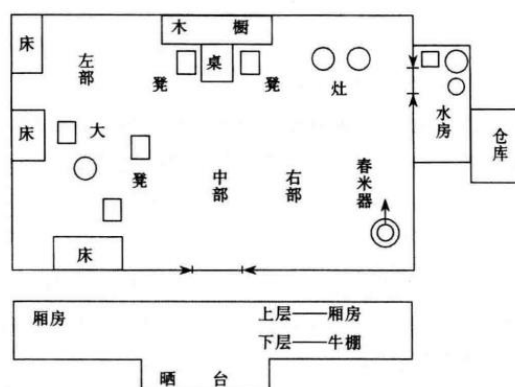 木 橱
床
左部
凳
桌
凳
灶
水房
仓库
床
大
凳
中部
右部
春米器
床
厢房
上层——厢房
下层——牛棚
晒 台